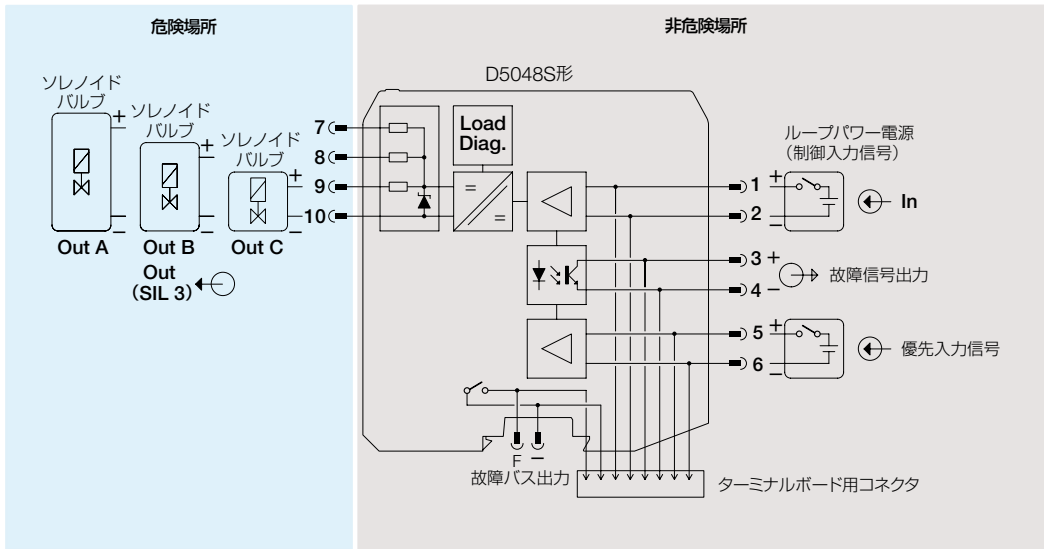 危険場所
非危険場所
D5048S形
ソレノイド
バルブ
ソレノイド
バルブ
ソレノイド
バルブ
+
+
+
−
−
−
Out A
Out B
Out C
Out
(SIL 3)
7
8
9
10
Load
Diag.
=
=
1
+
2
−
ループパワー電源
(制御入力信号)
In
3 +
4 −
故障信号出力
5
+
6
−
優先入力信号
F
−
故障バス出力
ターミナルボード用コネクタ